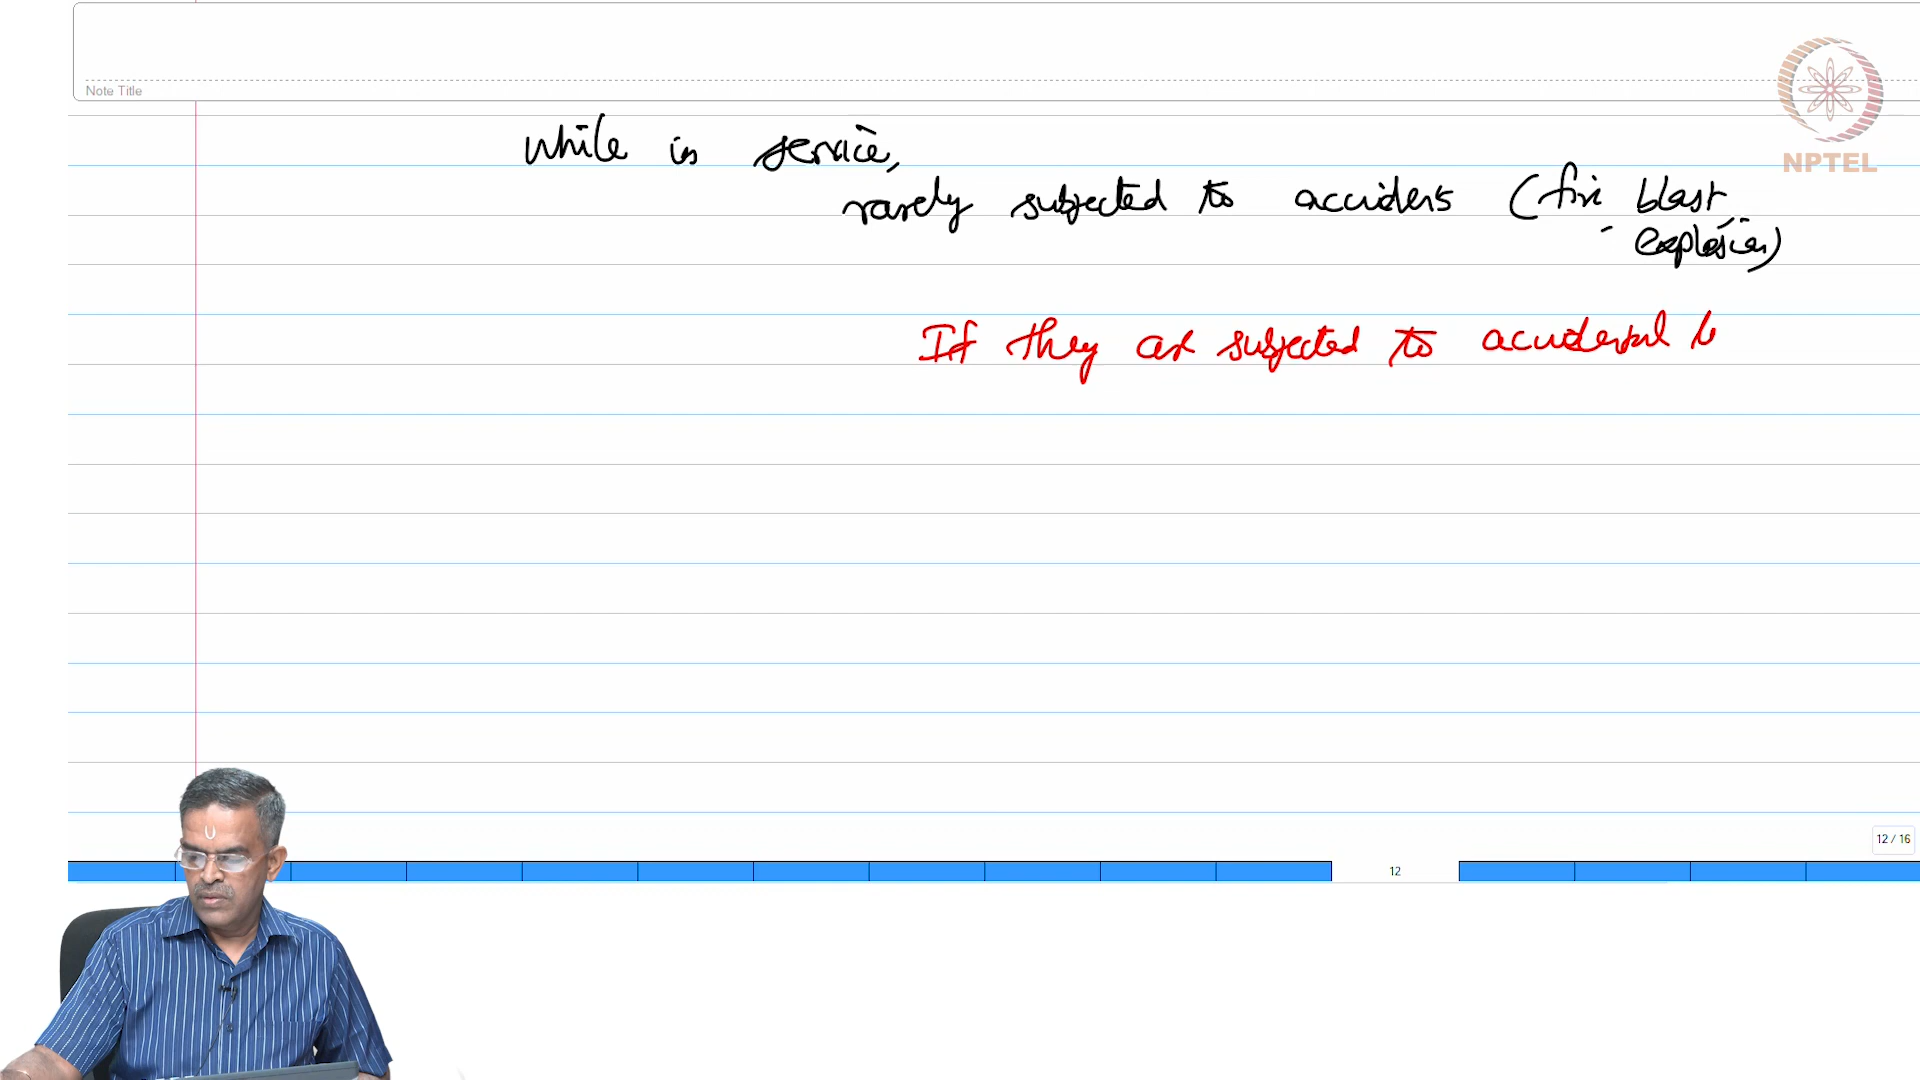 Note Title
NPTEL
While in service,
rarely subjected to accidents (fire blast
explosion)
If they are subjected to accidental l
12 / 16
12